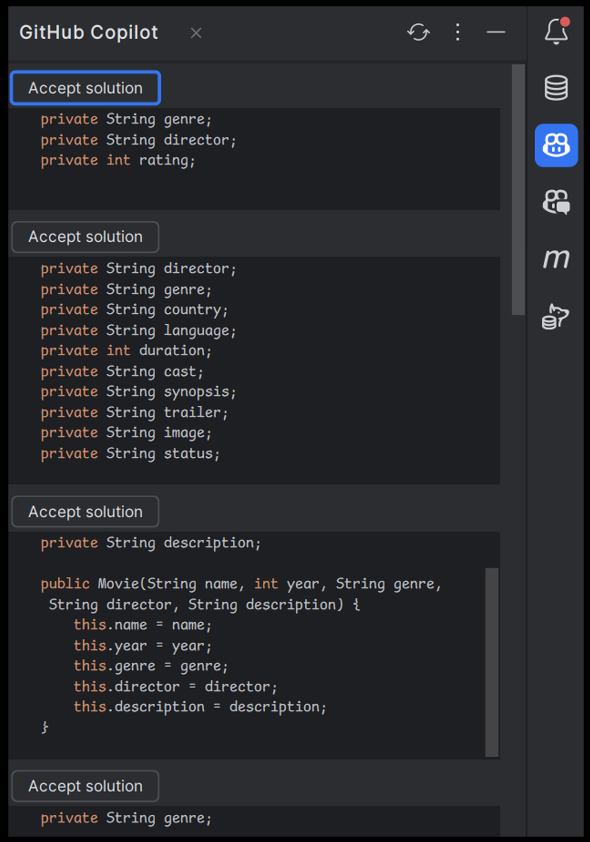 GitHub Copilot
Accept solution
private String genre;
private String director;
private int rating;
Accept solution
private String director;
private String genre;
private String country;
private String language;
private int duration;
private String cast;
private String synopsis;
private String trailer;
private String image;
private String status;
Accept solution
private String description;
public Movie(String name, int year, String genre,
String director, String description) {
this.name = name;
this.year = year;
this.genre = genre;
this.director = director;
this.description = description;
}
Accept solution
private String genre;
m